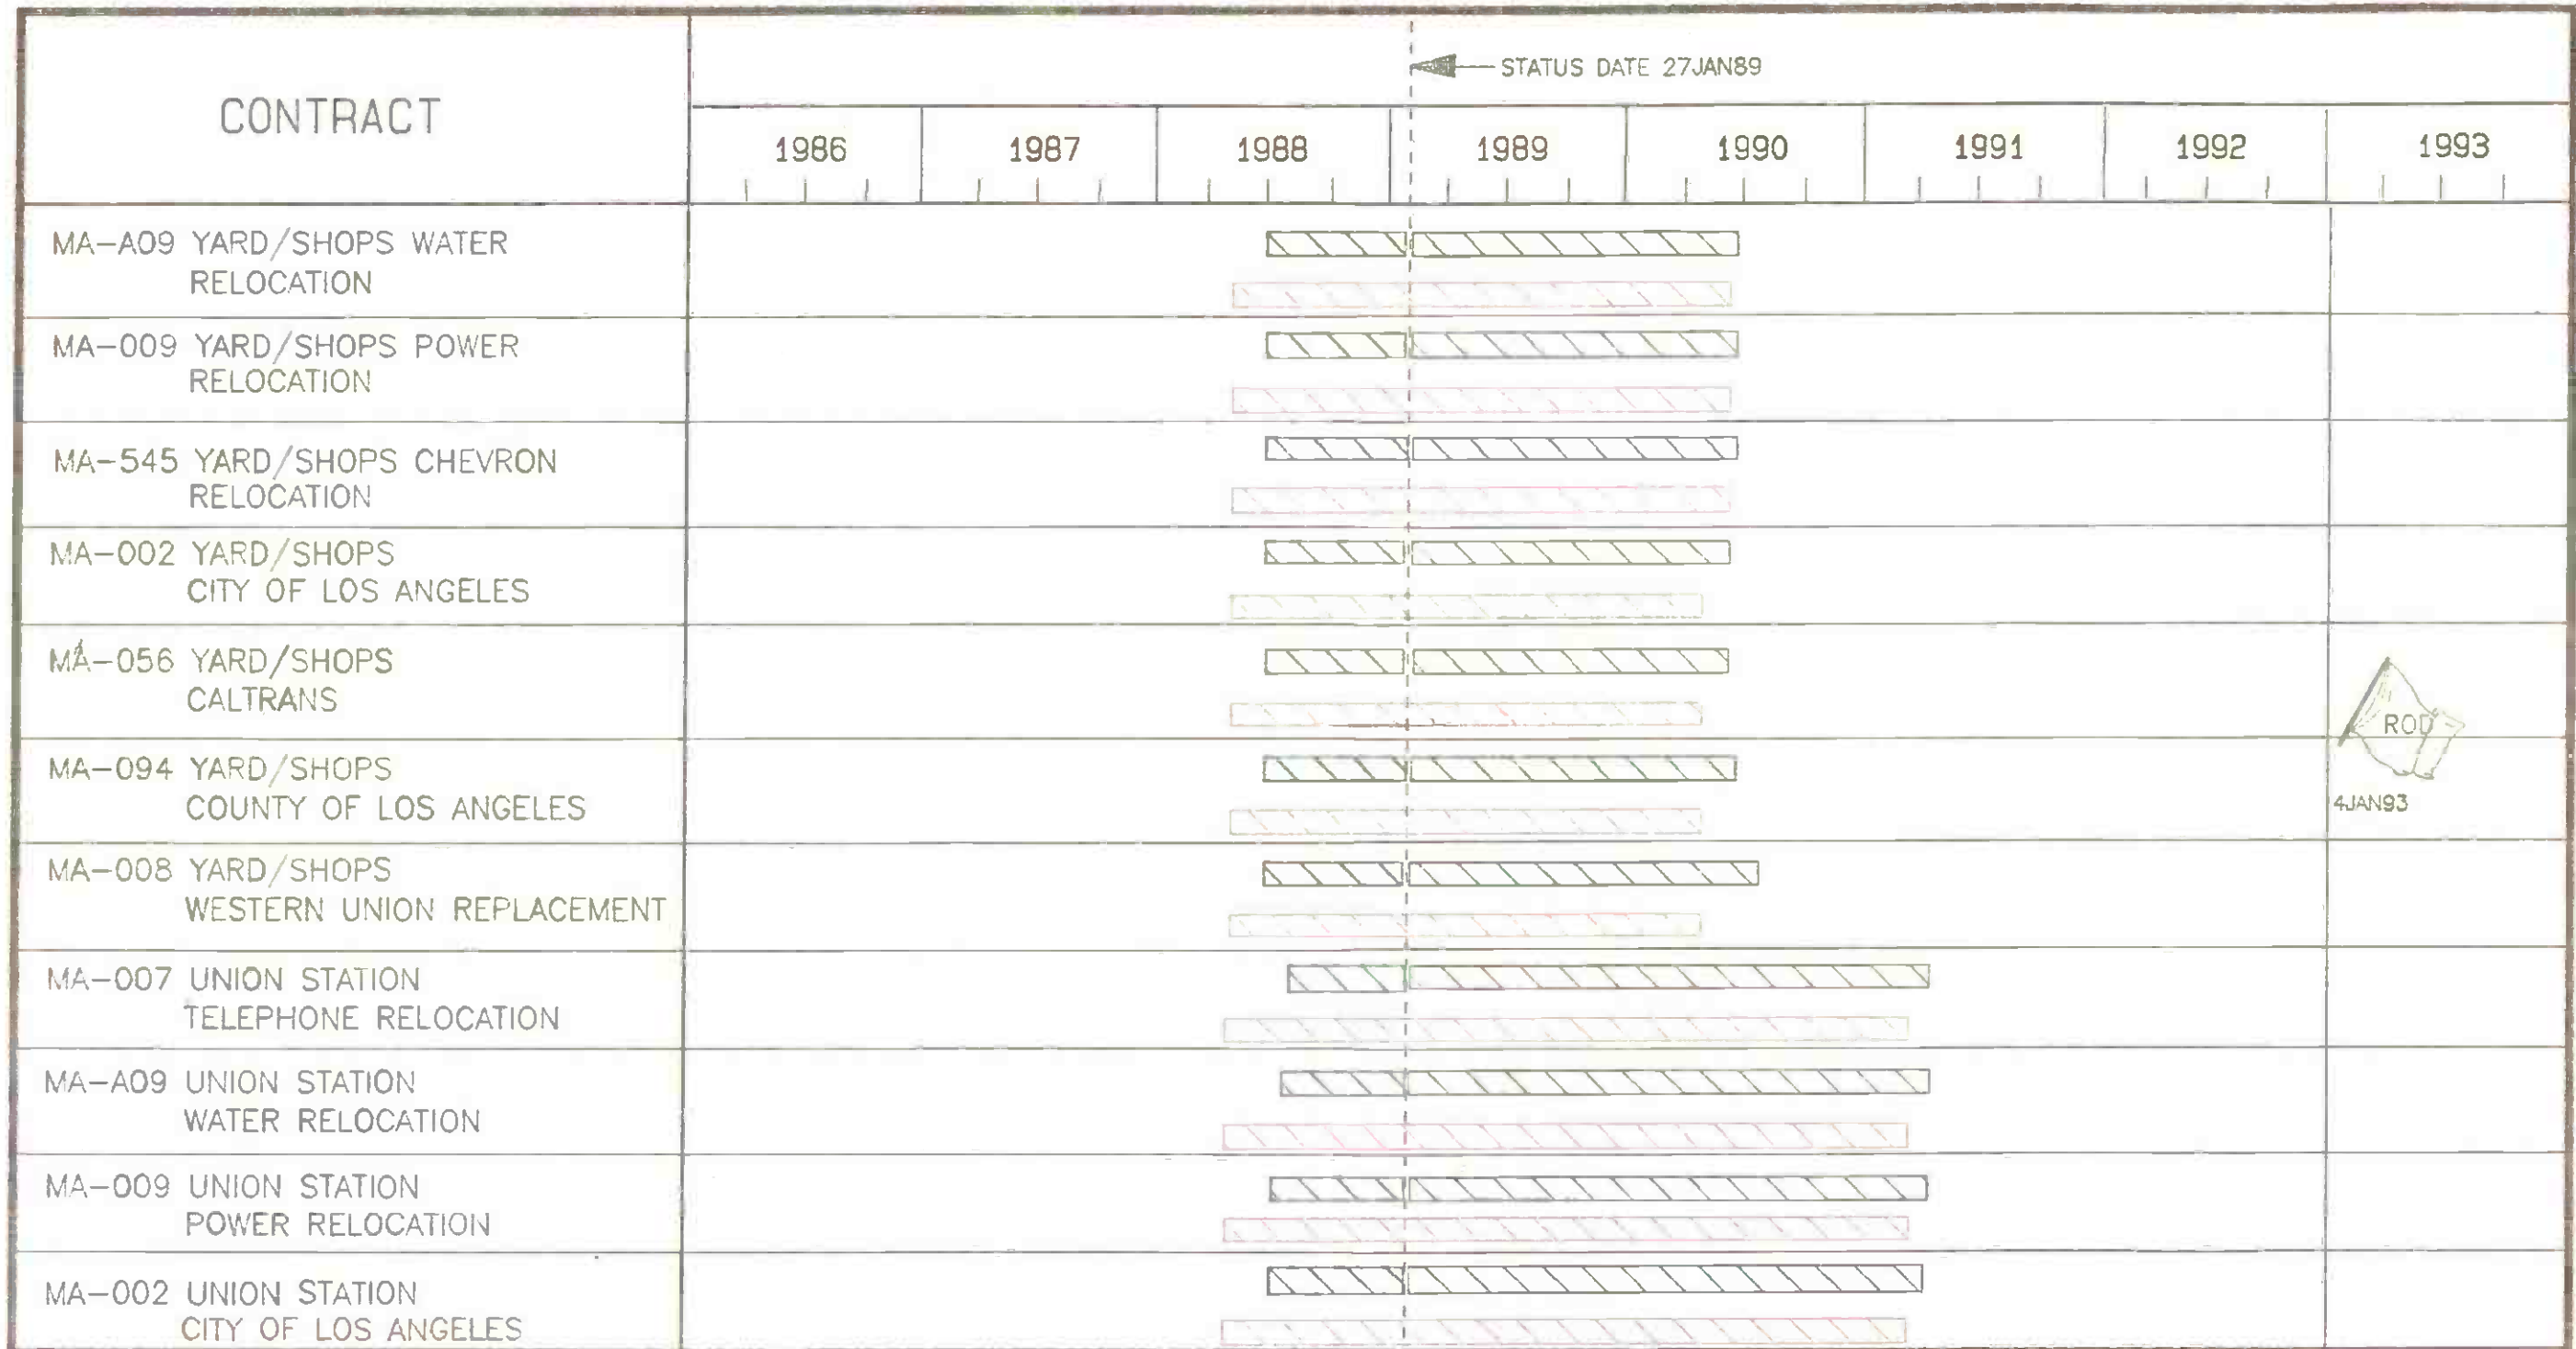 STATUS DATE 27JAN89
CONTRACT
1986 1987 1988 1989 1990 1991 1992 1993
MA-A09 YARD/SHOPS WATER
RELOCATION
MA-009 YARD/SHOPS POWER
RELOCATION
MA-545 YARD/SHOPS CHEVRON
RELOCATION
MA-002 YARD/SHOPS
CITY OF LOS ANGELES
MA-056 YARD/SHOPS
CALTRANS
ROD
MA-094 YARD/SHOPS
COUNTY OF LOS ANGELES
4JAN93
MA-008 YARD/SHOPS
WESTERN UNION REPLACEMENT
MA-007 UNION STATION
TELEPHONE RELOCATION
MA-A09 UNION STATION
WATER RELOCATION
MA-009 UNION STATION
POWER RELOCATION
MA-002 UNION STATION
CITY OF LOS ANGELES